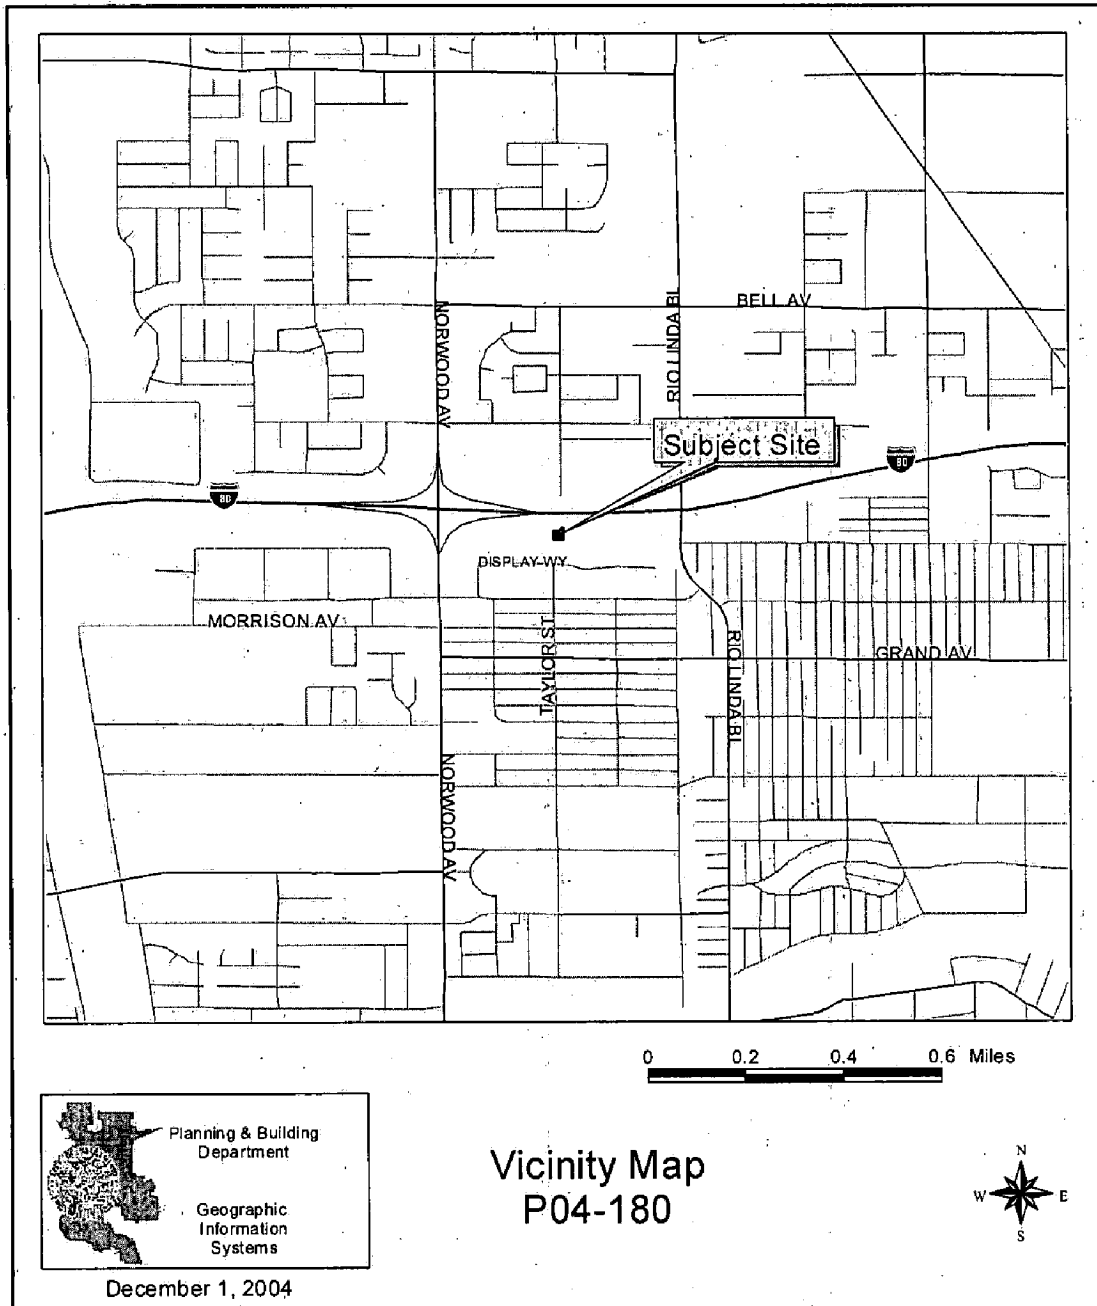 BELL AV
NORWOOD AV
RIO LINDA BL
Subject Site
80
80
DISPLAY WY
MORRISON AV
TAYLOR ST
RIO LINDA BL
GRAND AV
NORWOOD AV
0 0.2 0.4 0.6 Miles
Planning & Building
Department
Geographic
Information
Systems
Vicinity Map
P04-180
N
W E
S
December 1, 2004